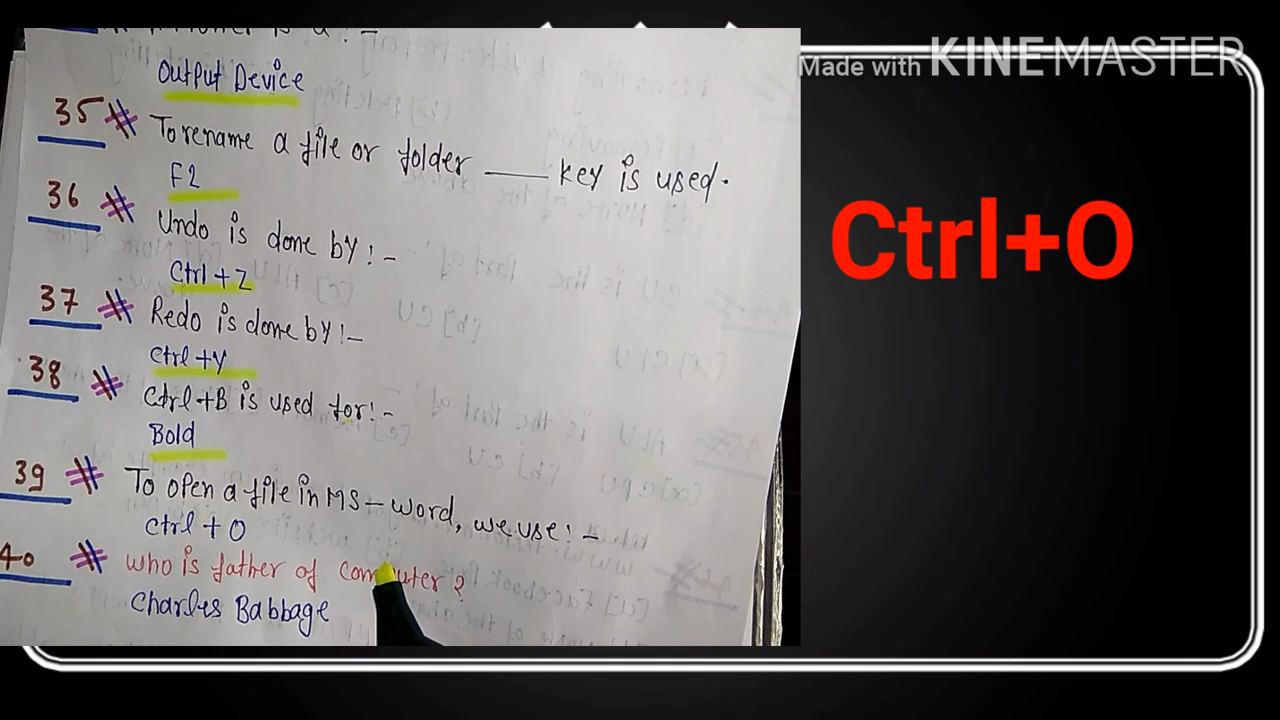 is a :-
Output Device
35 # To rename a file or folder ____ key is used.
F2
36 # Undo is done by :-
Ctrl + Z
37 # Redo is done by :-
Ctrl + Y
38 # Ctrl+B is used for :-
Bold
39 # To open a file in MS-word, we use :-
Ctrl + O
40 # who is father of computer ?
Charles Babbage
Made with KINEMASTER
Ctrl+O